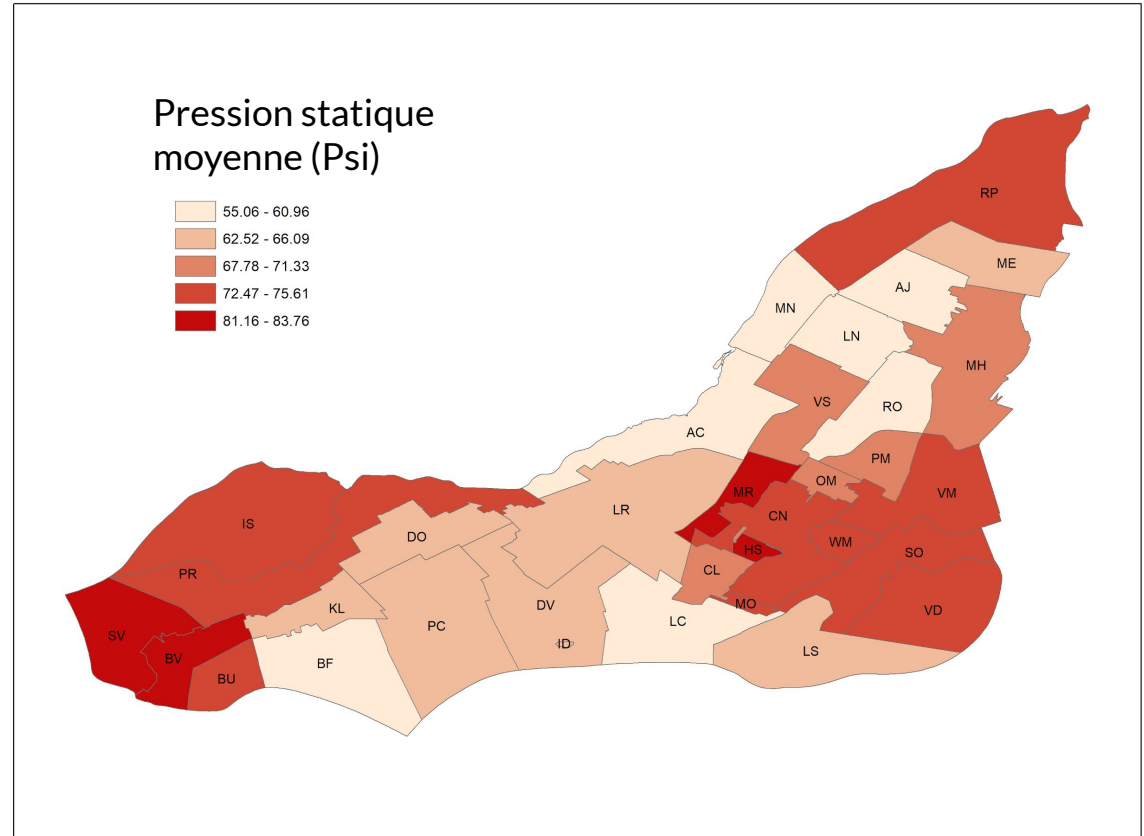 Pression statique
moyenne (Psi)
55.06 - 60.96
62.52 - 66.09
67.78 - 71.33
72.47 - 75.61
81.16 - 83.76
RP
ME
AJ
MN
LN
MH
VS
RO
AC
PM
OM
MR
VM
LR
CN
IS
DO
WM
HS
SO
CL
PR
MO
DV
KL
VD
PC
LC
SV
ID
LS
BV
BF
BU